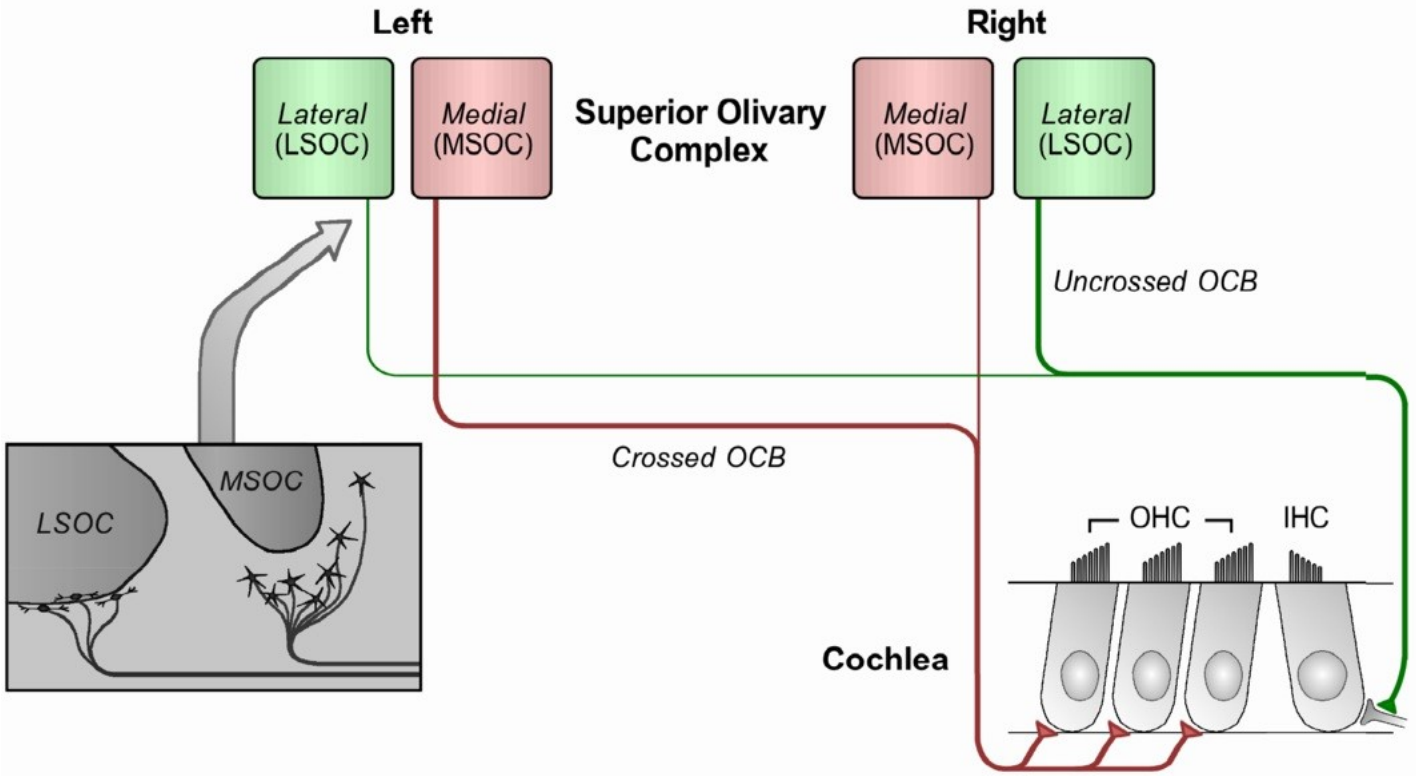 Left
Right
Lateral
(LSOC)
Medial
(MSOC)
Superior Olivary
Complex
Medial
(MSOC)
Lateral
(LSOC)
Uncrossed OCB
Crossed OCB
MSOC
LSOC
OHC
IHC
Cochlea